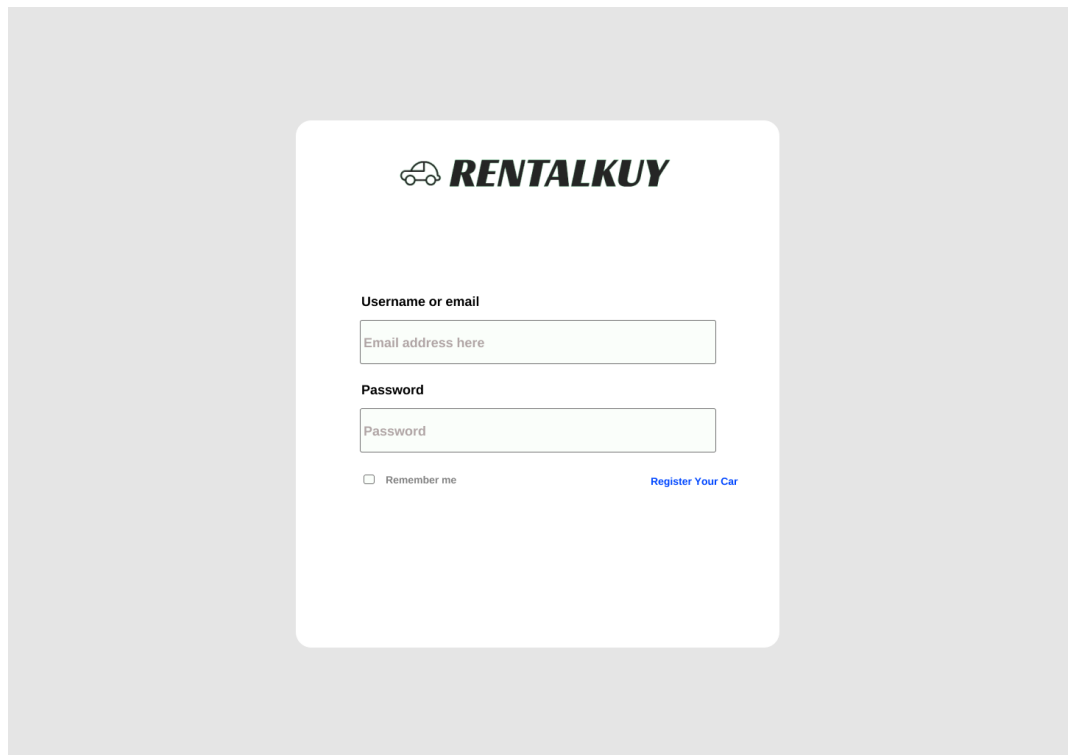 RENTALKUY
Username or email
Email address here
Password
Password
Remember me
Register Your Car